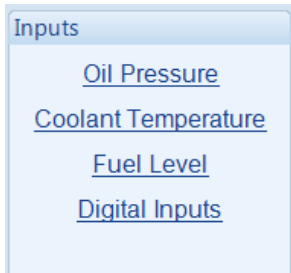 Inputs
Oil Pressure
Coolant Temperature
Fuel Level
Digital Inputs